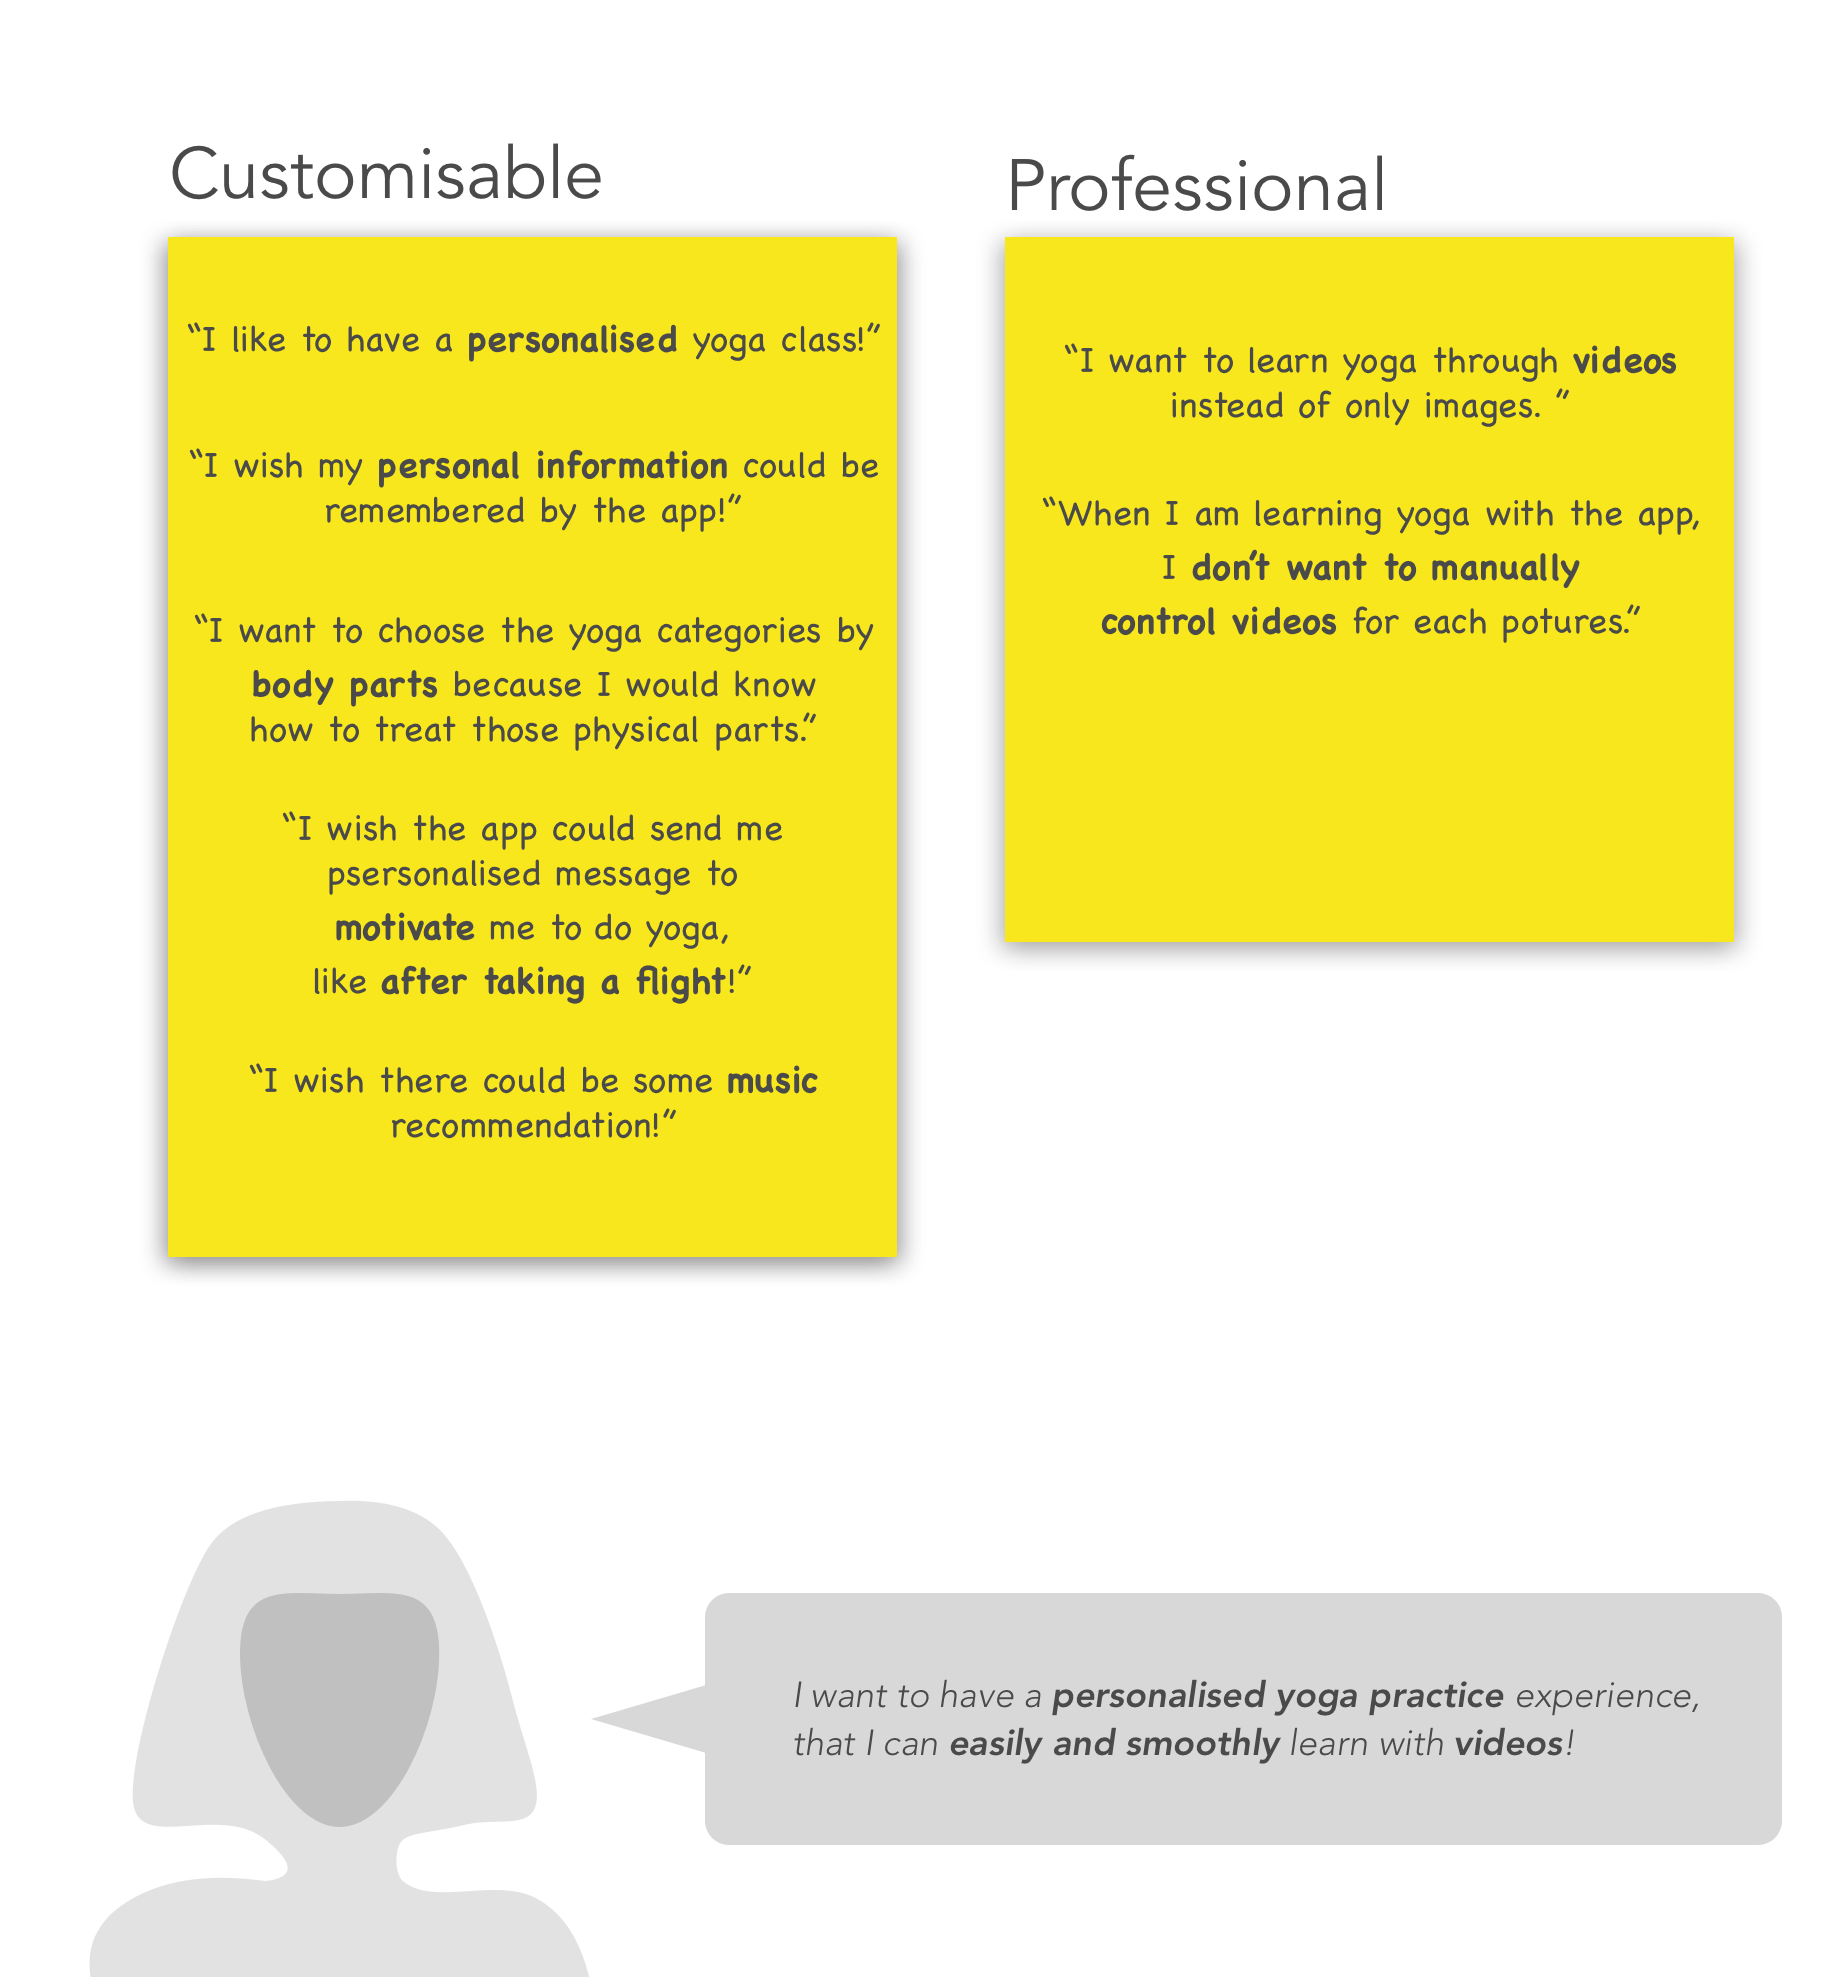 Customisable
“I like to have a personalised yoga class!”
“I wish my personal information could be
remembered by the app!”
“I want to choose the yoga categories by
body parts because I would know
how to treat those physical parts.”
“I wish the app could send me
psersonalised message to
motivate me to do yoga,
like after taking a flight!”
“I wish there could be some music
recommendation!”
Professional
“I want to learn yoga through videos
instead of only images. ”
“When I am learning yoga with the app,
I don’t want to manually
control videos for each potures.”
I want to have a personalised yoga practice experience,
that I can easily and smoothly learn with videos!